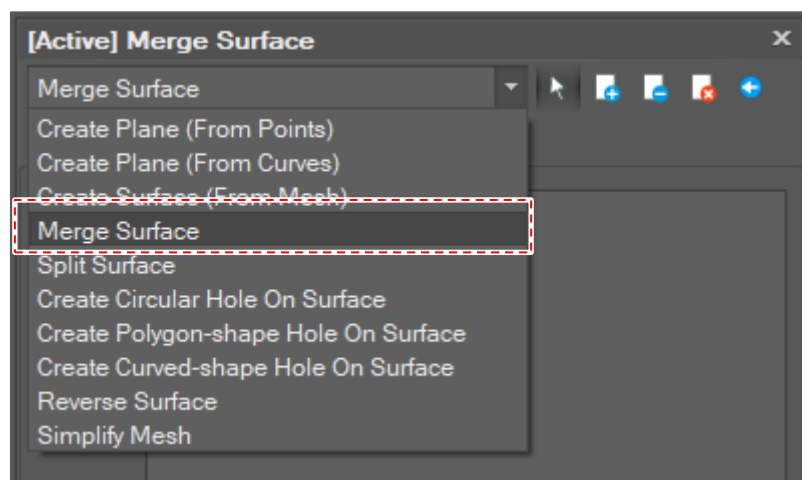 [Active] Merge Surface
Merge Surface
Create Plane (From Points)
Create Plane (From Curves)
Create Surface (From Mesh)
Merge Surface
Split Surface
Create Circular Hole On Surface
Create Polygon-shape Hole On Surface
Create Curved-shape Hole On Surface
Reverse Surface
Simplify Mesh